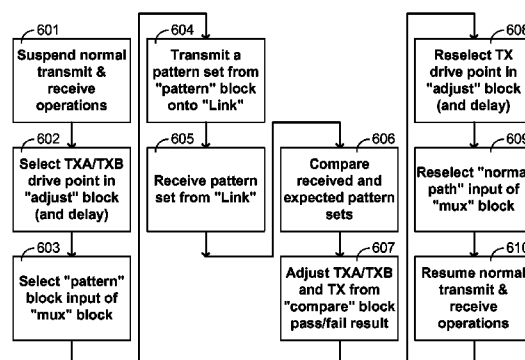 601
Suspend normal
transmit &
receive
operations
602
Select TXA/TXB
drive point in
"adjust" block
(and delay)
603
Select "pattern"
block input of
"mux" block
604
Transmit a
pattern set from
"pattern" block
onto "Link"
605
Receive pattern
set from "Link"
606
Compare
received and
expected pattern
sets
607
Adjust TXA/TXB
and TX from
"compare" block
pass/fail result
608
Reselect TX
drive point in
"adjust" block
(and delay)
609
Reselect "normal
path" input of
"mux" block
610
Resume normal
transmit &
receive
operations